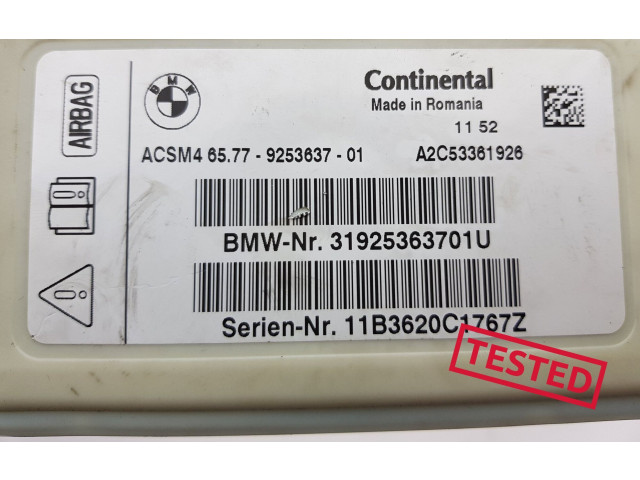 AIRBAG
BMW
Continental
Made in Romania
11 52
ACSM4 65.77 - 9253637 - 01 A2C53361926
BMW-Nr. 31925363701U
Serien-Nr. 11B3620C1767Z
TESTED